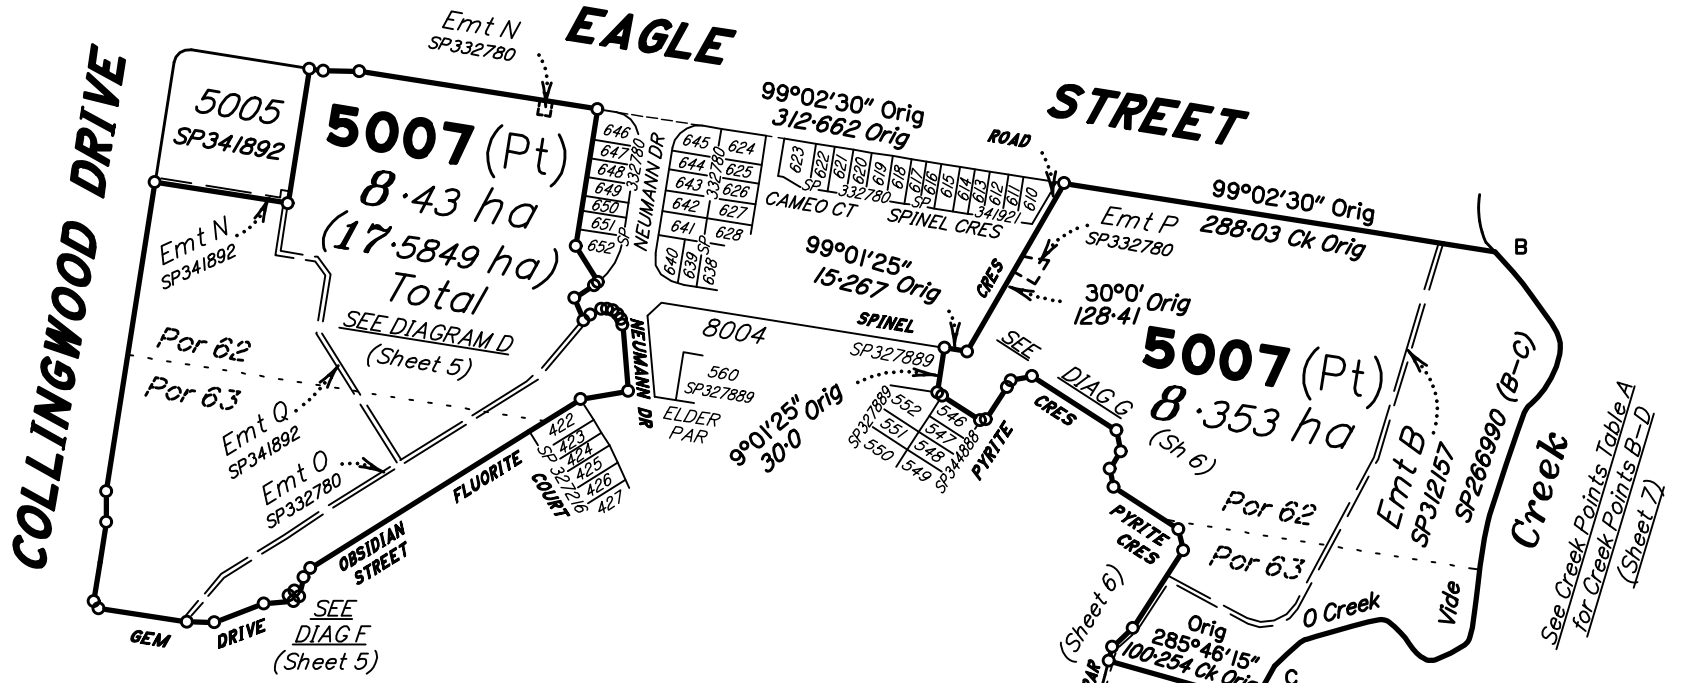 COLLINGWOOD DRIVE
EAGLE
STREET
Emt N
SP332780
5005
SP341892
5007 (Pt)
8·43 ha
(17·5849 ha)
Total
SEE DIAGRAM D
(Sheet 5)
Emt N
SP341892
Por 62
Por 63
Emt Q
SP341892
Emt O
SP332780
GEM
DRIVE
SEE
DIAG F
(Sheet 5)
OBSIDIAN
STREET
FLUORITE
COURT
422
423
424
425
426
427
SP 327216
646
647
648
649
650
651
652
SP
332780
NEUMANN DR
645
644
643
642
641
640
639
638
624
625
626
627
628
332780
SP
99°02'30" Orig
312·662 Orig
623
622
621
620
619
618
617
616
615
614
613
612
611
610
SP
332780
SP
341921
CAMEO CT
SPINEL CRES
ROAD
NEUMANN DR
8004
560
SP327889
ELDER
PAR
99°01'25"
15·267 Orig
SPINEL
CRES
SP327889
9°01'25" Orig
30·0
SP327889
552
551
550
546
547
548
549
SP344888
PYRITE
CRES
SEE
DIAG G
(Sh 6)
99°02'30" Orig
288·03 Ck Orig
Emt P
SP332780
30°0' Orig
128·41
5007 (Pt)
8·353 ha
Por 62
Por 63
Emt B
SP312157
PYRITE
CRES
(Sheet 6)
PAR
Orig
285°46'15"
100·254 Ck Orig
O Creek
Vide
SP266990 (B-C)
Creek
B
C
See Creek Points Table A
for Creek Points B-D
(Sheet 7)